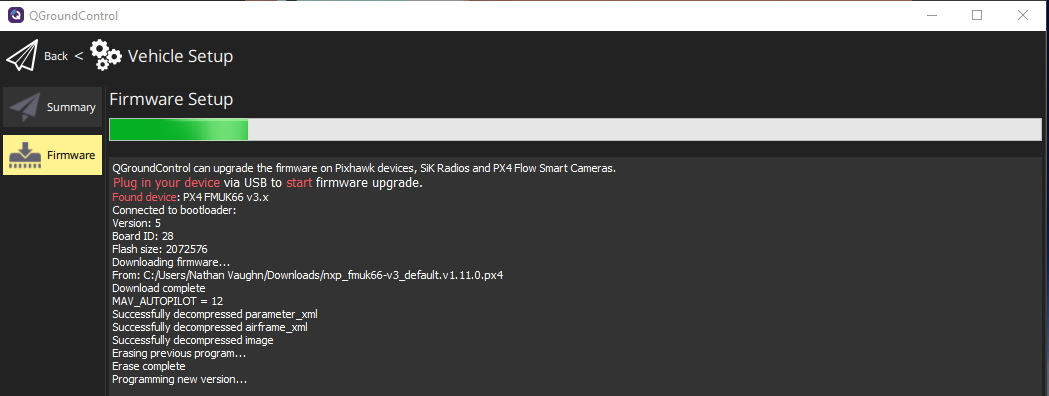 QGroundControl
Back < Vehicle Setup
Summary
Firmware
Firmware Setup
QGroundControl can upgrade the firmware on Pixhawk devices, SiK Radios and PX4 Flow Smart Cameras.
Plug in your device via USB to start firmware upgrade.
Found device: PX4 FMUK66 v3.x
Connected to bootloader:
Version: 5
Board ID: 28
Flash size: 2072576
Downloading firmware...
From: C:/Users/Nathan Vaughn/Downloads/nxp_fmuk66-v3_default.v1.11.0.px4
Download complete
MAV_AUTOPILOT = 12
Successfully decompressed parameter_xml
Successfully decompressed airframe_xml
Successfully decompressed image
Erasing previous program...
Erase complete
Programming new version...